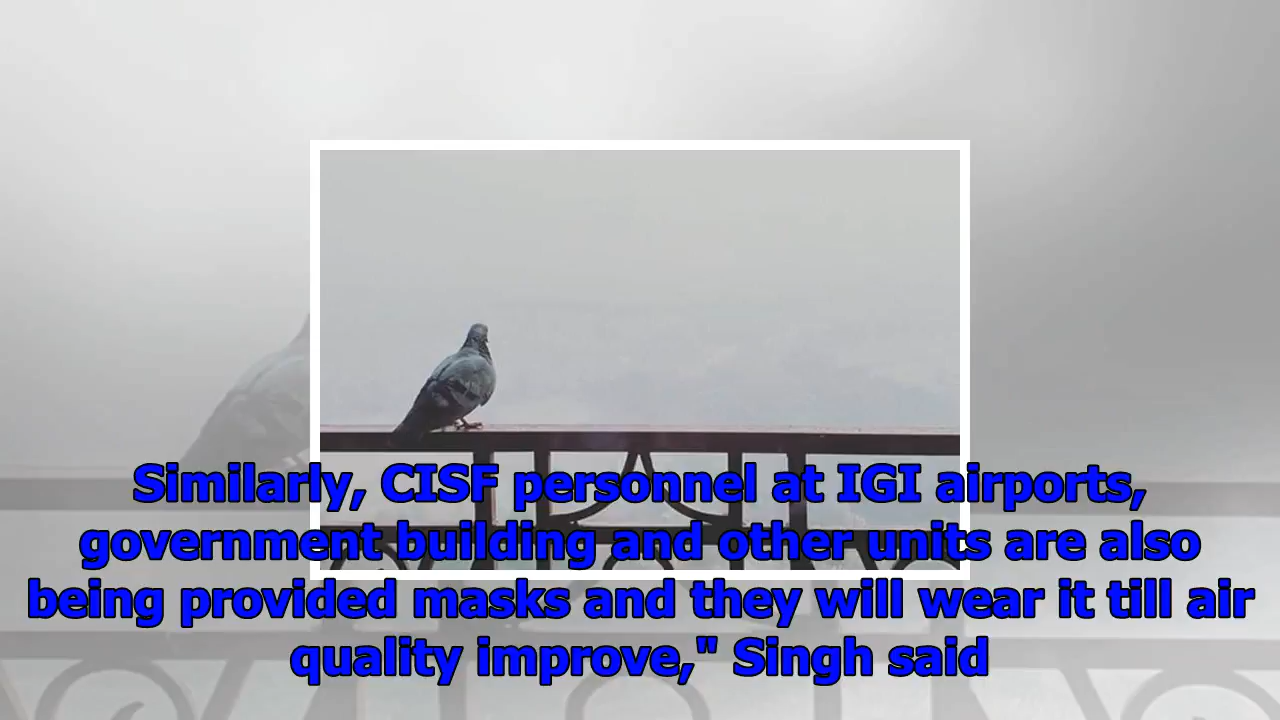 Similarly, CISF personnel at IGI airports,
government building and other units are also
being provided masks and they will wear it till air
quality improve," Singh said